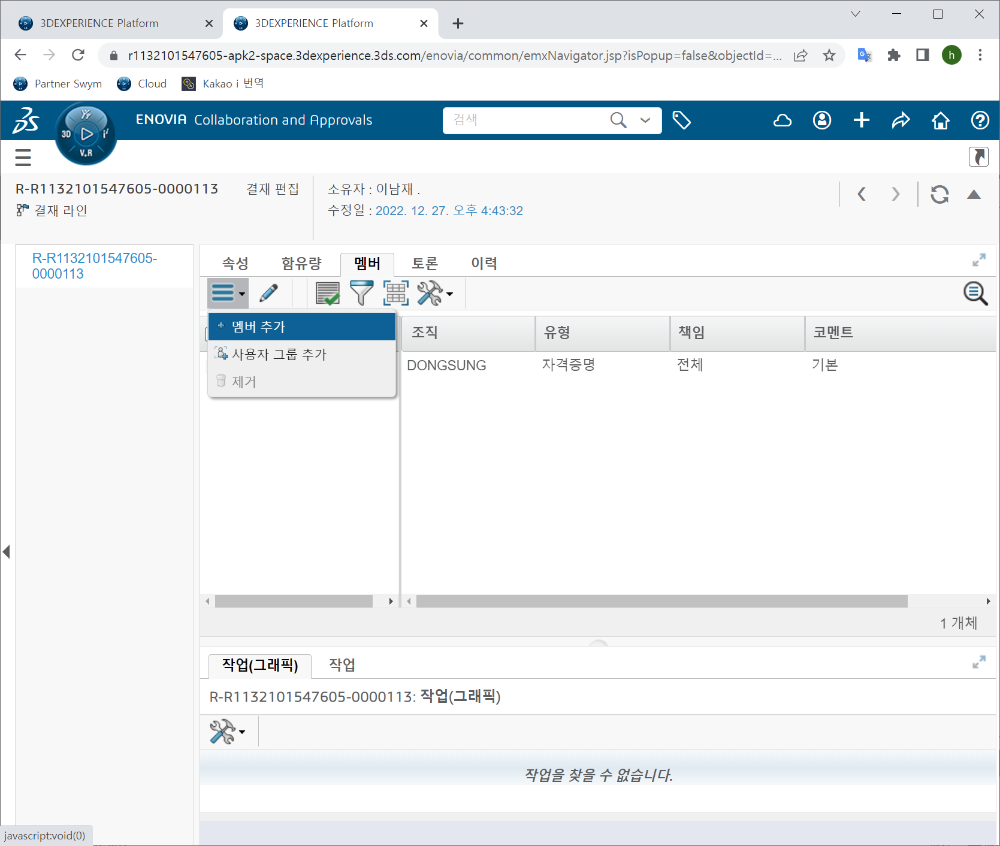 3DEXPERIENCE Platform
3DEXPERIENCE Platform
r1132101547605-apk2-space.3dexperience.3ds.com/enovia/common/emxNavigator.jsp?isPopup=false&objectId=...
h
Partner Swym
Cloud
Kakao i 번역
3D
V.R
ENOVIA Collaboration and Approvals
검색
R-R1132101547605-0000113
결재 편집
결재 라인
소유자 : 이남재 .
수정일 : 2022. 12. 27. 오후 4:43:32
R-R1132101547605-
0000113
속성
함유량
멤버
토론
이력
멤버 추가
사용자 그룹 추가
제거
조직
유형
책임
코멘트
DONGSUNG
자격증명
전체
기본
1 개체
작업(그래픽)
작업
R-R1132101547605-0000113: 작업(그래픽)
작업을 찾을 수 없습니다.
javascript:void(0)